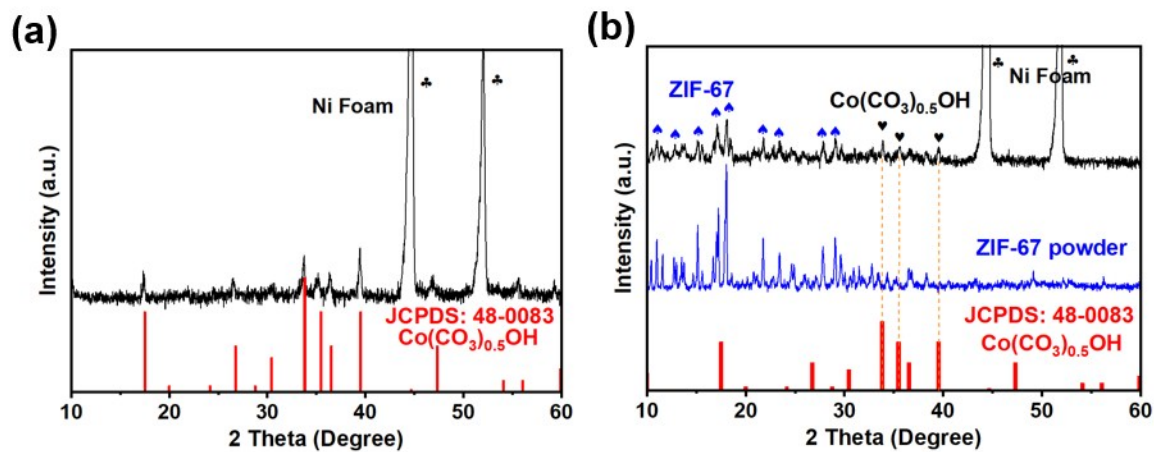 (a)
Ni Foam
♣
♣
JCPDS: 48-0083
Co(CO₃)₀.₅OH
Intensity (a.u.)
10 20 30 40 50 60
2 Theta (Degree)
(b)
ZIF-67
♠ ♠ ♠ ♠ ♠ ♠ ♠ ♠ ♠
Co(CO₃)₀.₅OH
♥ ♥ ♥
♣ Ni Foam ♣
ZIF-67 powder
JCPDS: 48-0083
Co(CO₃)₀.₅OH
Intensity (a.u.)
10 20 30 40 50 60
2 Theta (Degree)